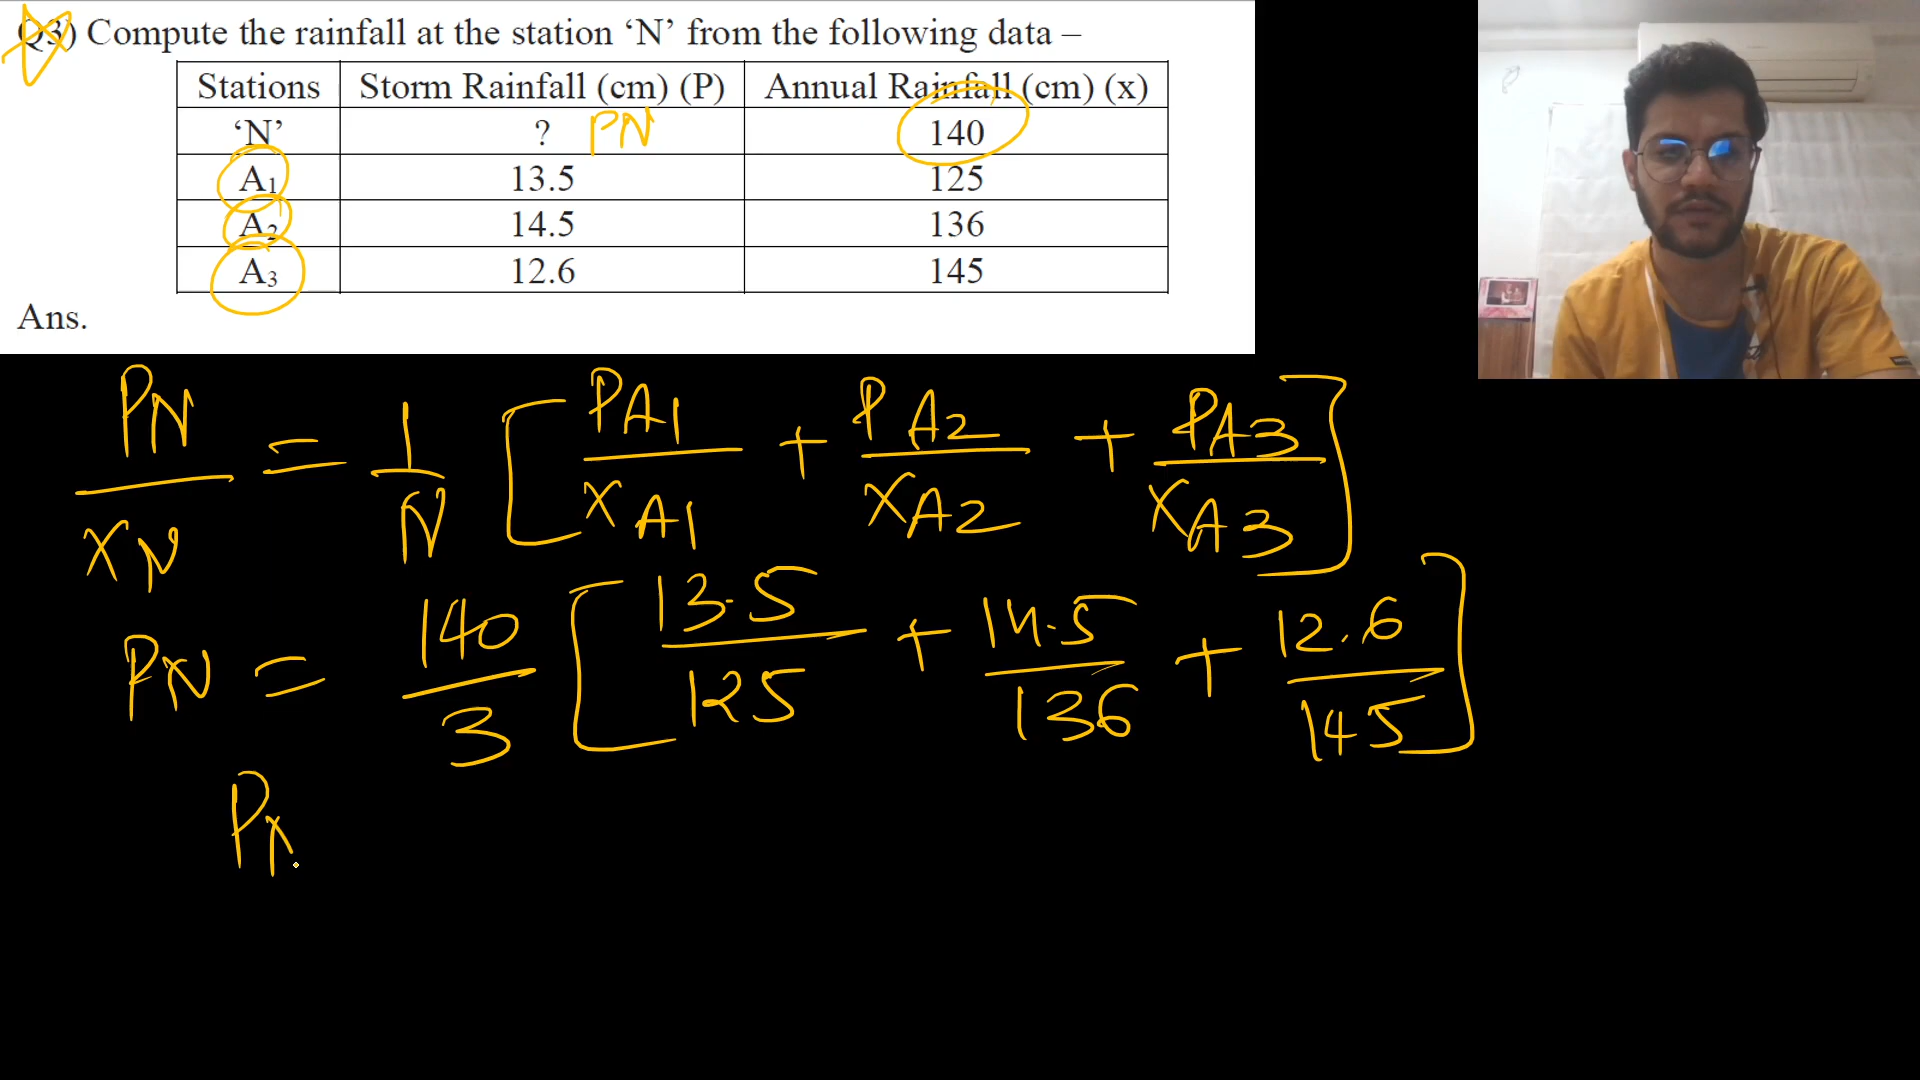 Q3) Compute the rainfall at the station ‘N’ from the following data –
Stations Storm Rainfall (cm) (P) Annual Rainfall (cm) (x)
‘N’ ? PN 140
A₁ 13.5 125
A₂ 14.5 136
A₃ 12.6 145
Ans.
PN/XN = 1/N [PA1/XA1 + PA2/XA2 + PA3/XA3]
PN = 140/3 [13.5/125 + 14.5/136 + 12.6/145]